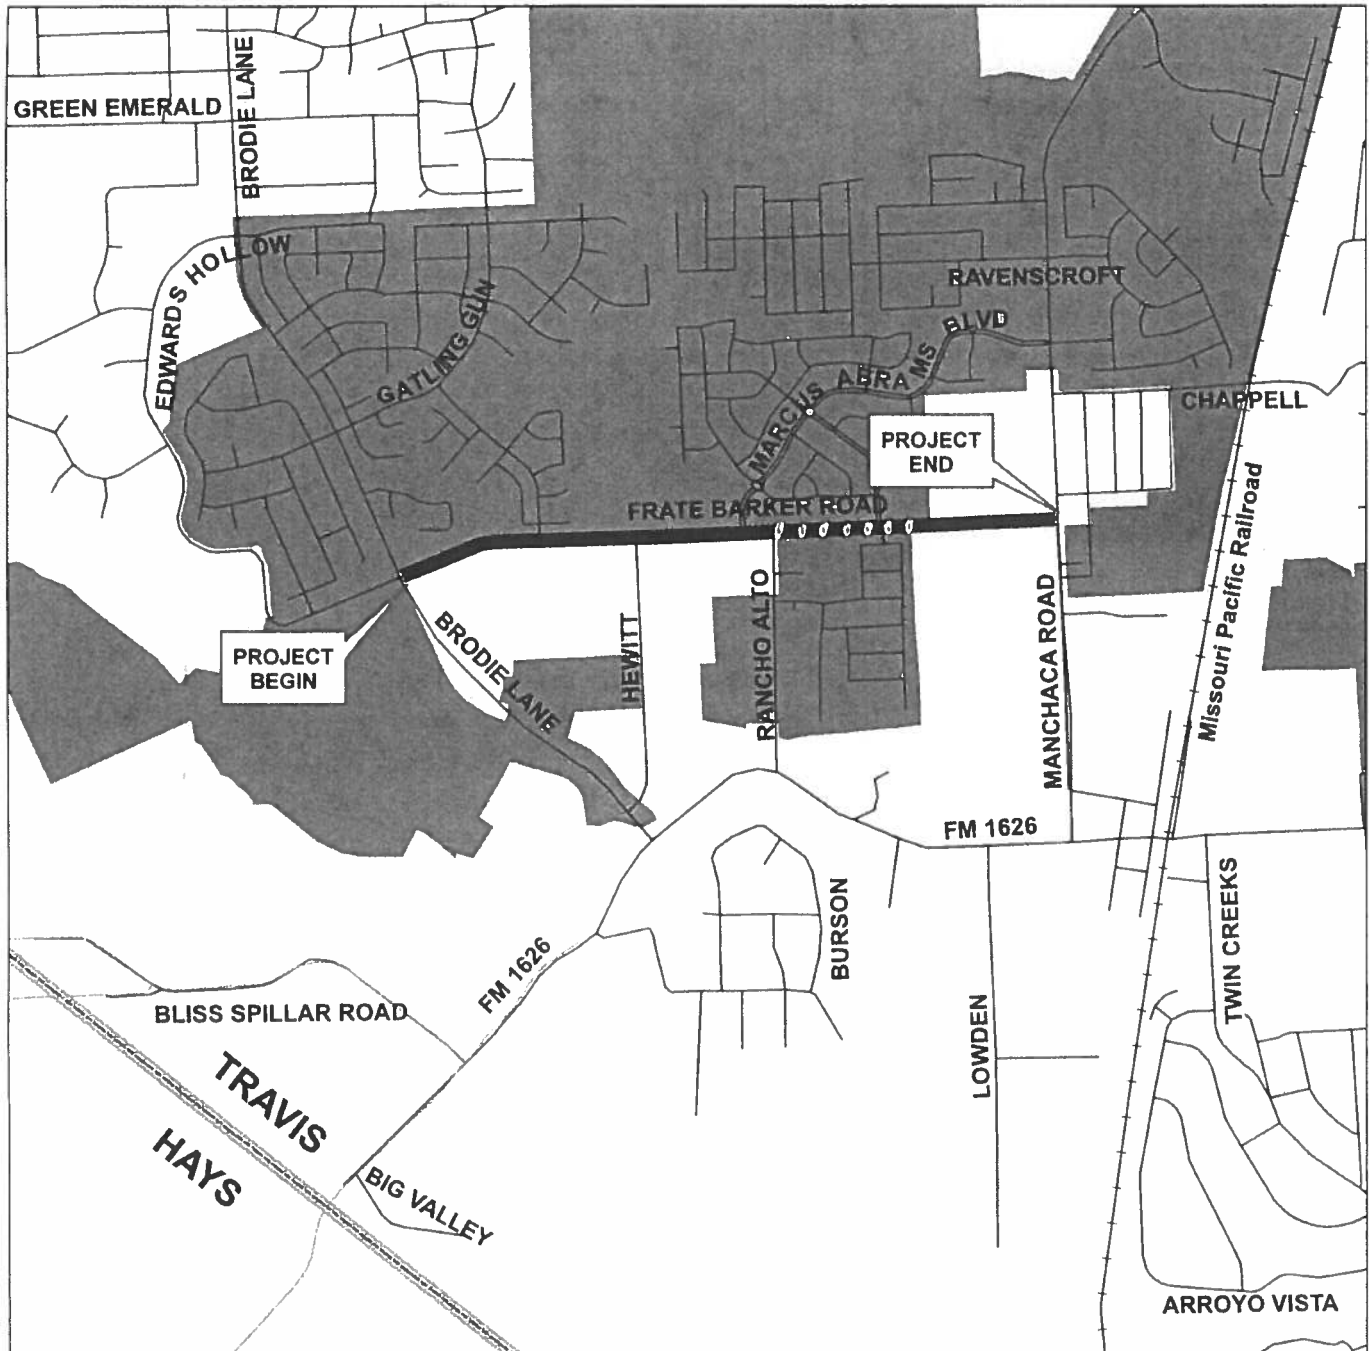 GREEN EMERALD
BRODIE LANE
EDWARDS HOLLOW
GATLING GUN
RAVENSCROFT
MARCUS ABRAMS BLVD
CHAPPELL
PROJECT
END
FRATE BARKER ROAD
Missouri Pacific Railroad
PROJECT
BEGIN
BRODIE LANE
HEWITT
RANCHO ALTO
MANCHACA ROAD
FM 1626
BURSON
TWIN CREEKS
FM 1626
BLISS SPILLAR ROAD
LOWDEN
TRAVIS
HAYS
BIG VALLEY
ARROYO VISTA